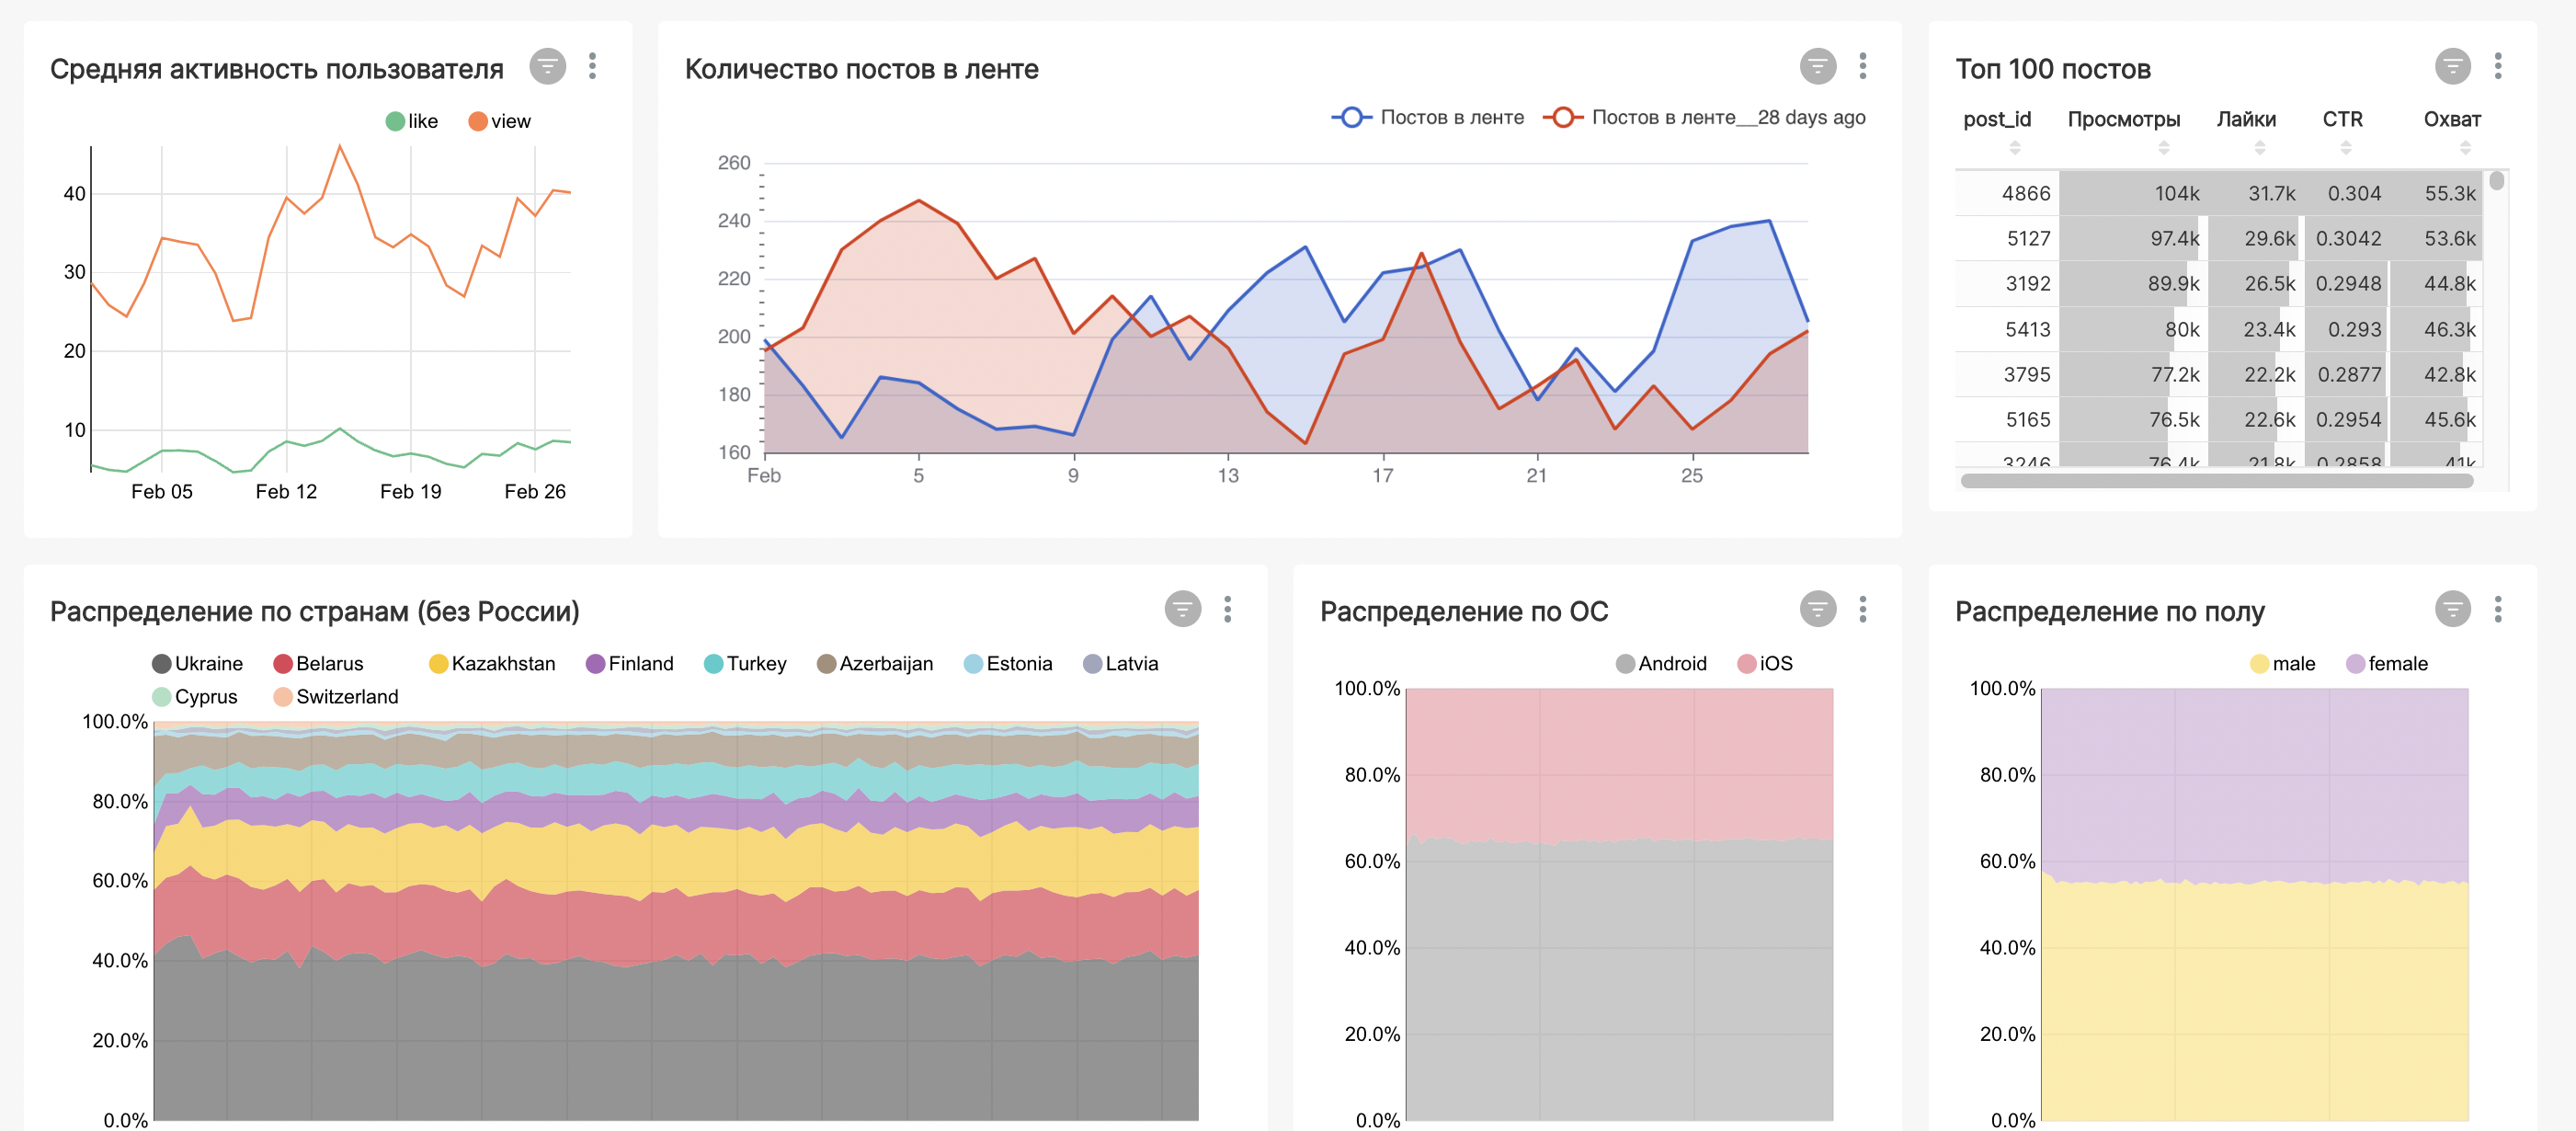 Средняя активность пользователя
like view
40
30
20
10
Feb 05 Feb 12 Feb 19 Feb 26
Количество постов в ленте
Постов в ленте Постов в ленте__28 days ago
260
240
220
200
180
160
Feb 5 9 13 17 21 25
Топ 100 постов
post_id Просмотры Лайки CTR Охват
4866 104k 31.7k 0.304 55.3k
5127 97.4k 29.6k 0.3042 53.6k
3192 89.9k 26.5k 0.2948 44.8k
5413 80k 23.4k 0.293 46.3k
3795 77.2k 22.2k 0.2877 42.8k
5165 76.5k 22.6k 0.2954 45.6k
3246 76.4k 21.8k 0.2858 41k
Распределение по странам (без России)
Ukraine Belarus Kazakhstan Finland Turkey Azerbaijan Estonia Latvia
Cyprus Switzerland
100.0%
80.0%
60.0%
40.0%
20.0%
0.0%
Распределение по ОС
Android iOS
100.0%
80.0%
60.0%
40.0%
20.0%
0.0%
Распределение по полу
male female
100.0%
80.0%
60.0%
40.0%
20.0%
0.0%